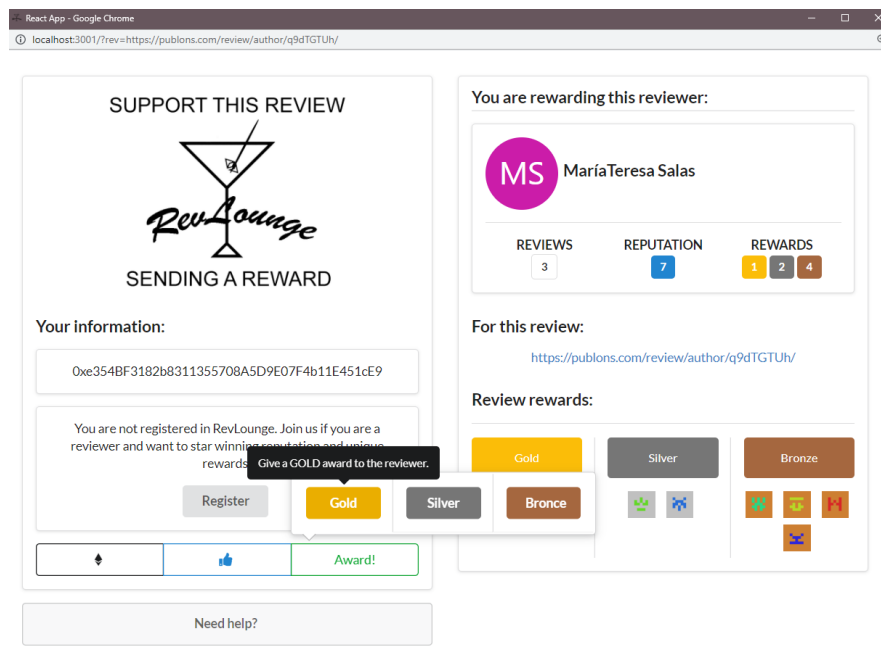 React App - Google Chrome
localhost:3001/?rev=https://publons.com/review/author/q9dTGTUh/
SUPPORT THIS REVIEW
RevLounge
SENDING A REWARD
Your information:
0xe354BF3182b8311355708A5D9E07F4b11E451cE9
You are not registered in RevLounge. Join us if you are a
reviewer and want to star winning reputation and unique
rewards
Give a GOLD award to the reviewer.
Register
Gold
Silver
Bronce
Award!
Need help?
You are rewarding this reviewer:
MS
MaríaTeresa Salas
REVIEWS
REPUTATION
REWARDS
3
7
1
2
4
For this review:
https://publons.com/review/author/q9dTGTUh/
Review rewards:
Gold
Silver
Bronze